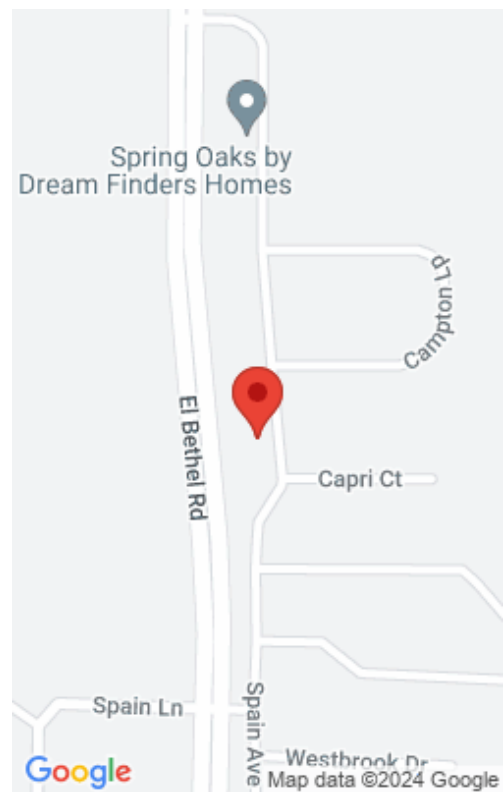 Spring Oaks by
Dream Finders Homes
Campton Lp
El Bethel Rd
Capri Ct
Spain Ln
Spain Ave
Westbrook Dr
Google
Map data ©2024 Google